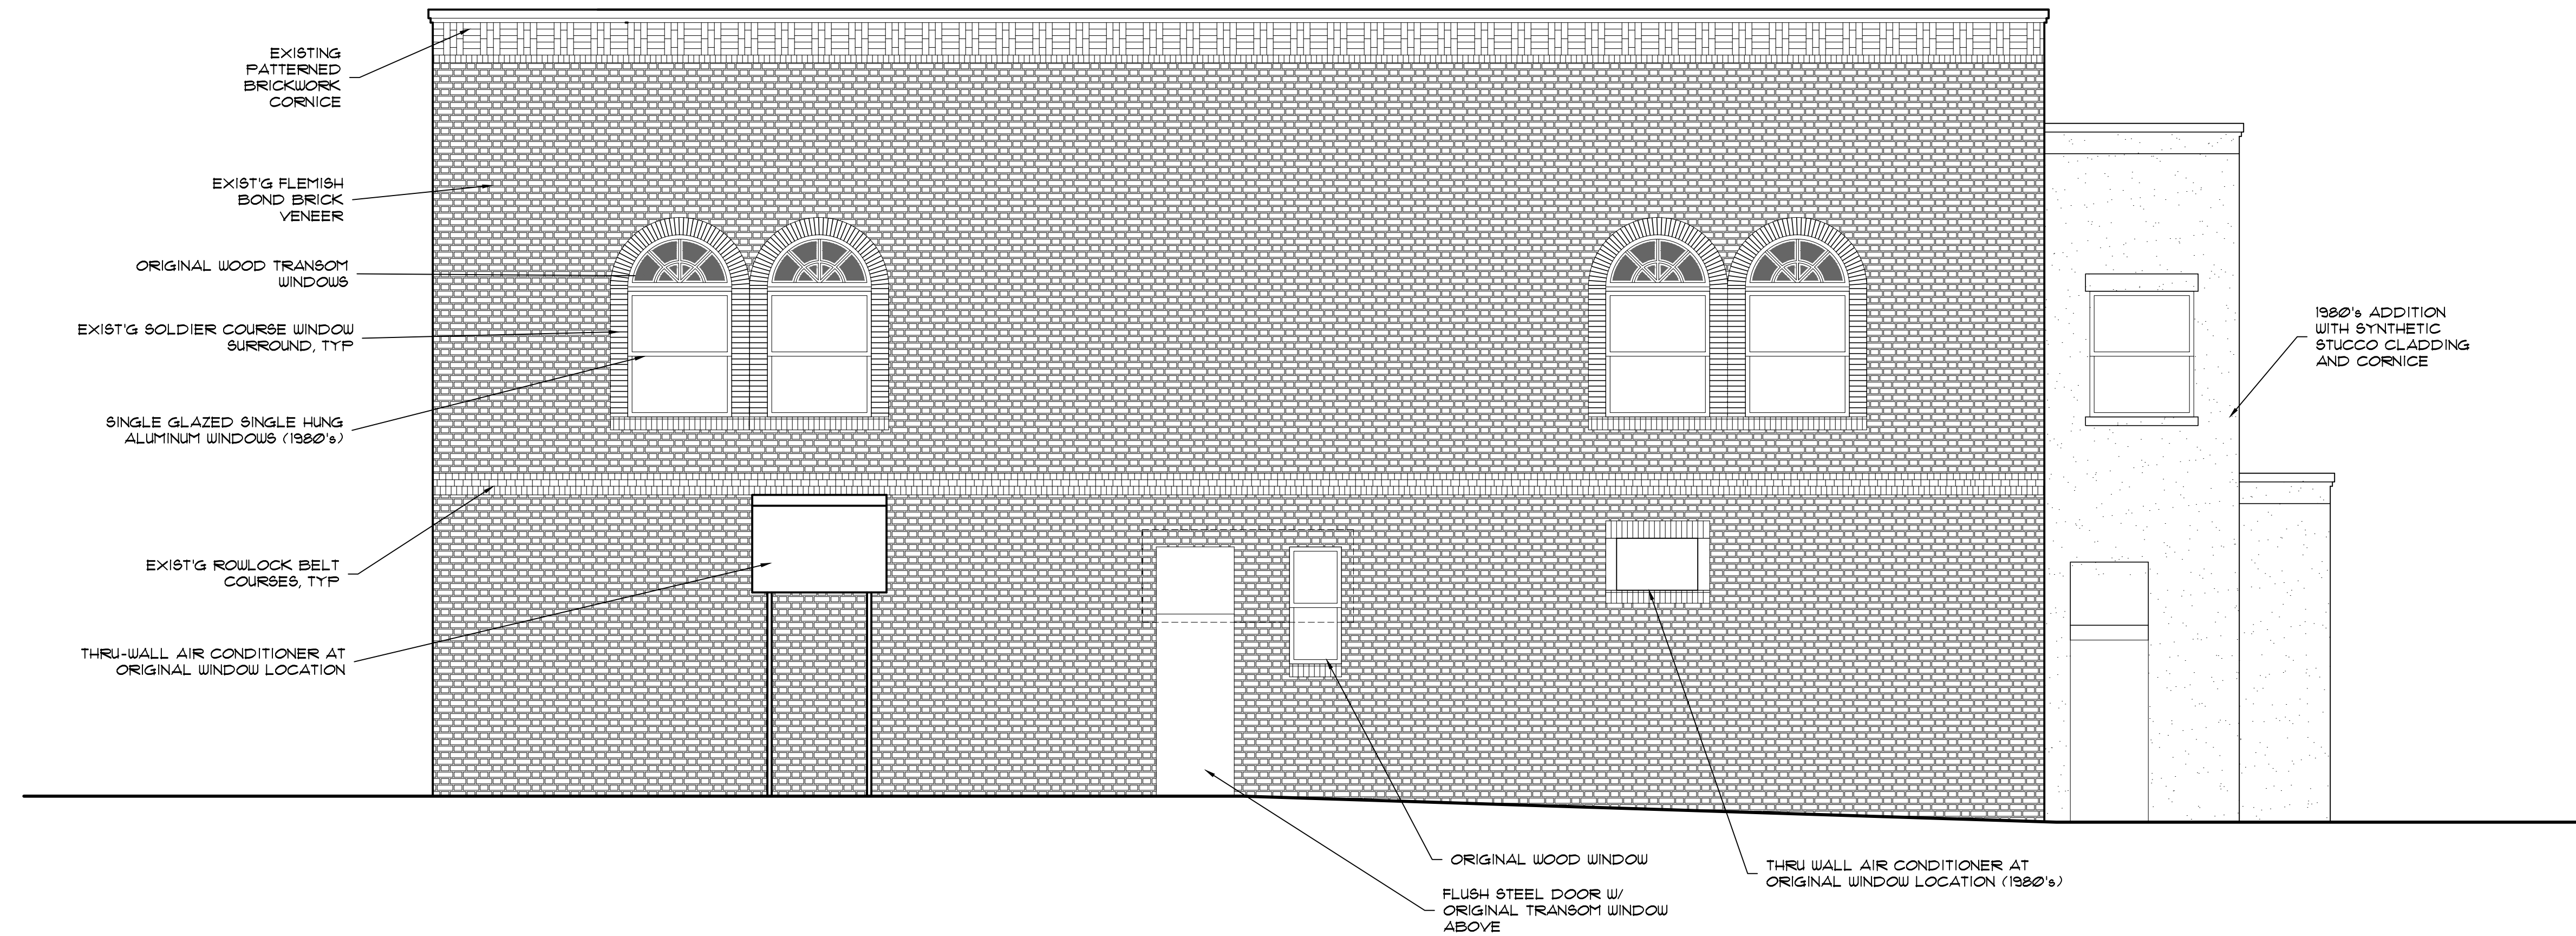 EXISTING
PATTERNED
BRICKWORK
CORNICE
EXIST'G FLEMISH
BOND BRICK
VENEER
ORIGINAL WOOD TRANSOM
WINDOWS
EXIST'G SOLDIER COURSE WINDOW
SURROUND, TYP
SINGLE GLAZED SINGLE HUNG
ALUMINUM WINDOWS (1980's)
EXIST'G ROWLOCK BELT
COURSES, TYP
THRU-WALL AIR CONDITIONER AT
ORIGINAL WINDOW LOCATION
1980's ADDITION
WITH SYNTHETIC
STUCCO CLADDING
AND CORNICE
ORIGINAL WOOD WINDOW
FLUSH STEEL DOOR W/
ORIGINAL TRANSOM WINDOW
ABOVE
THRU WALL AIR CONDITIONER AT
ORIGINAL WINDOW LOCATION (1980's)